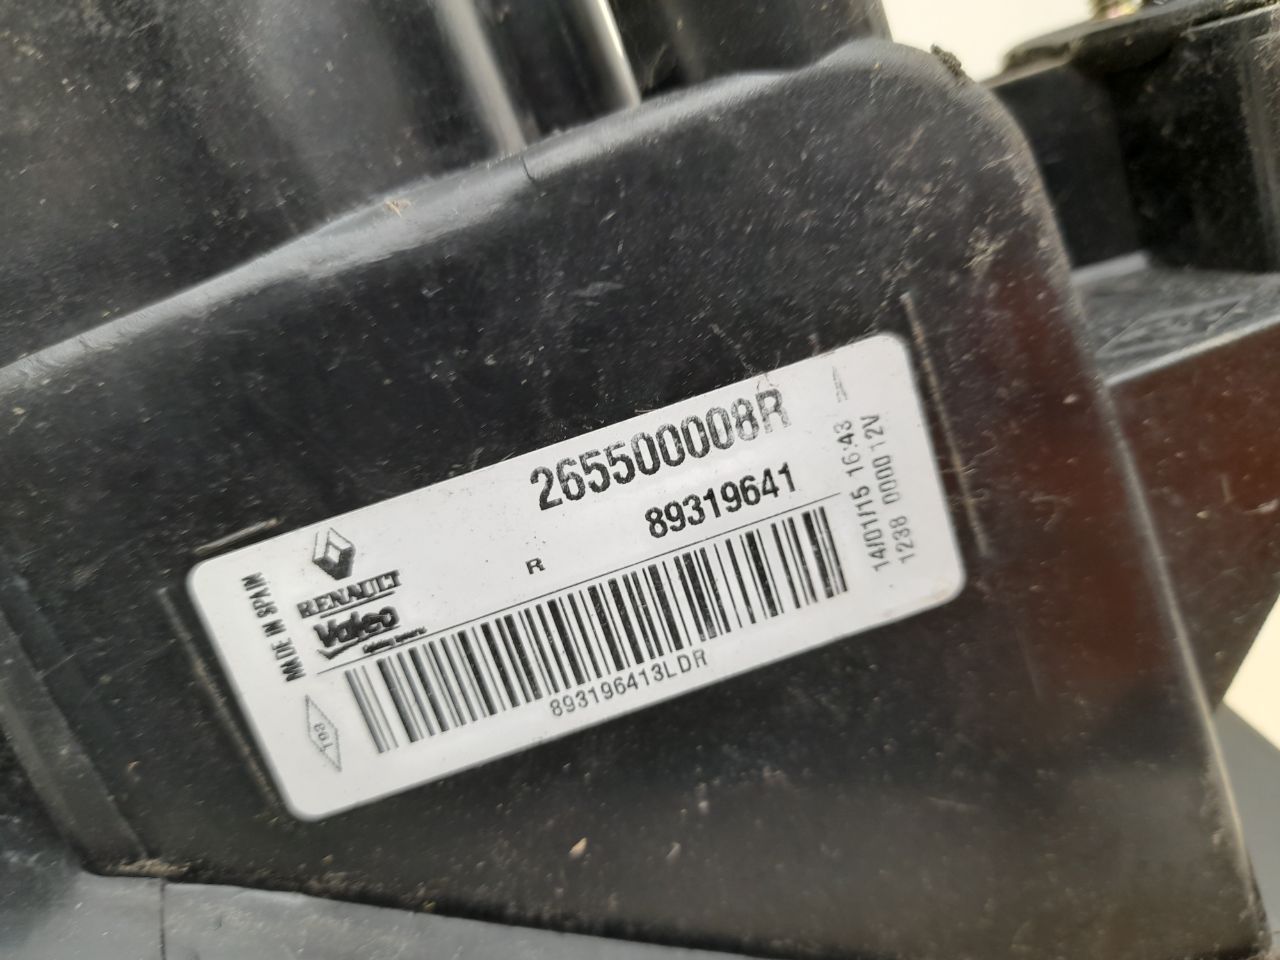 265500008R
89319641
R
MADE IN SPAIN
RENAULT
Valeo
893196413LDR
14/01/15 16:43
1238 0000 12V